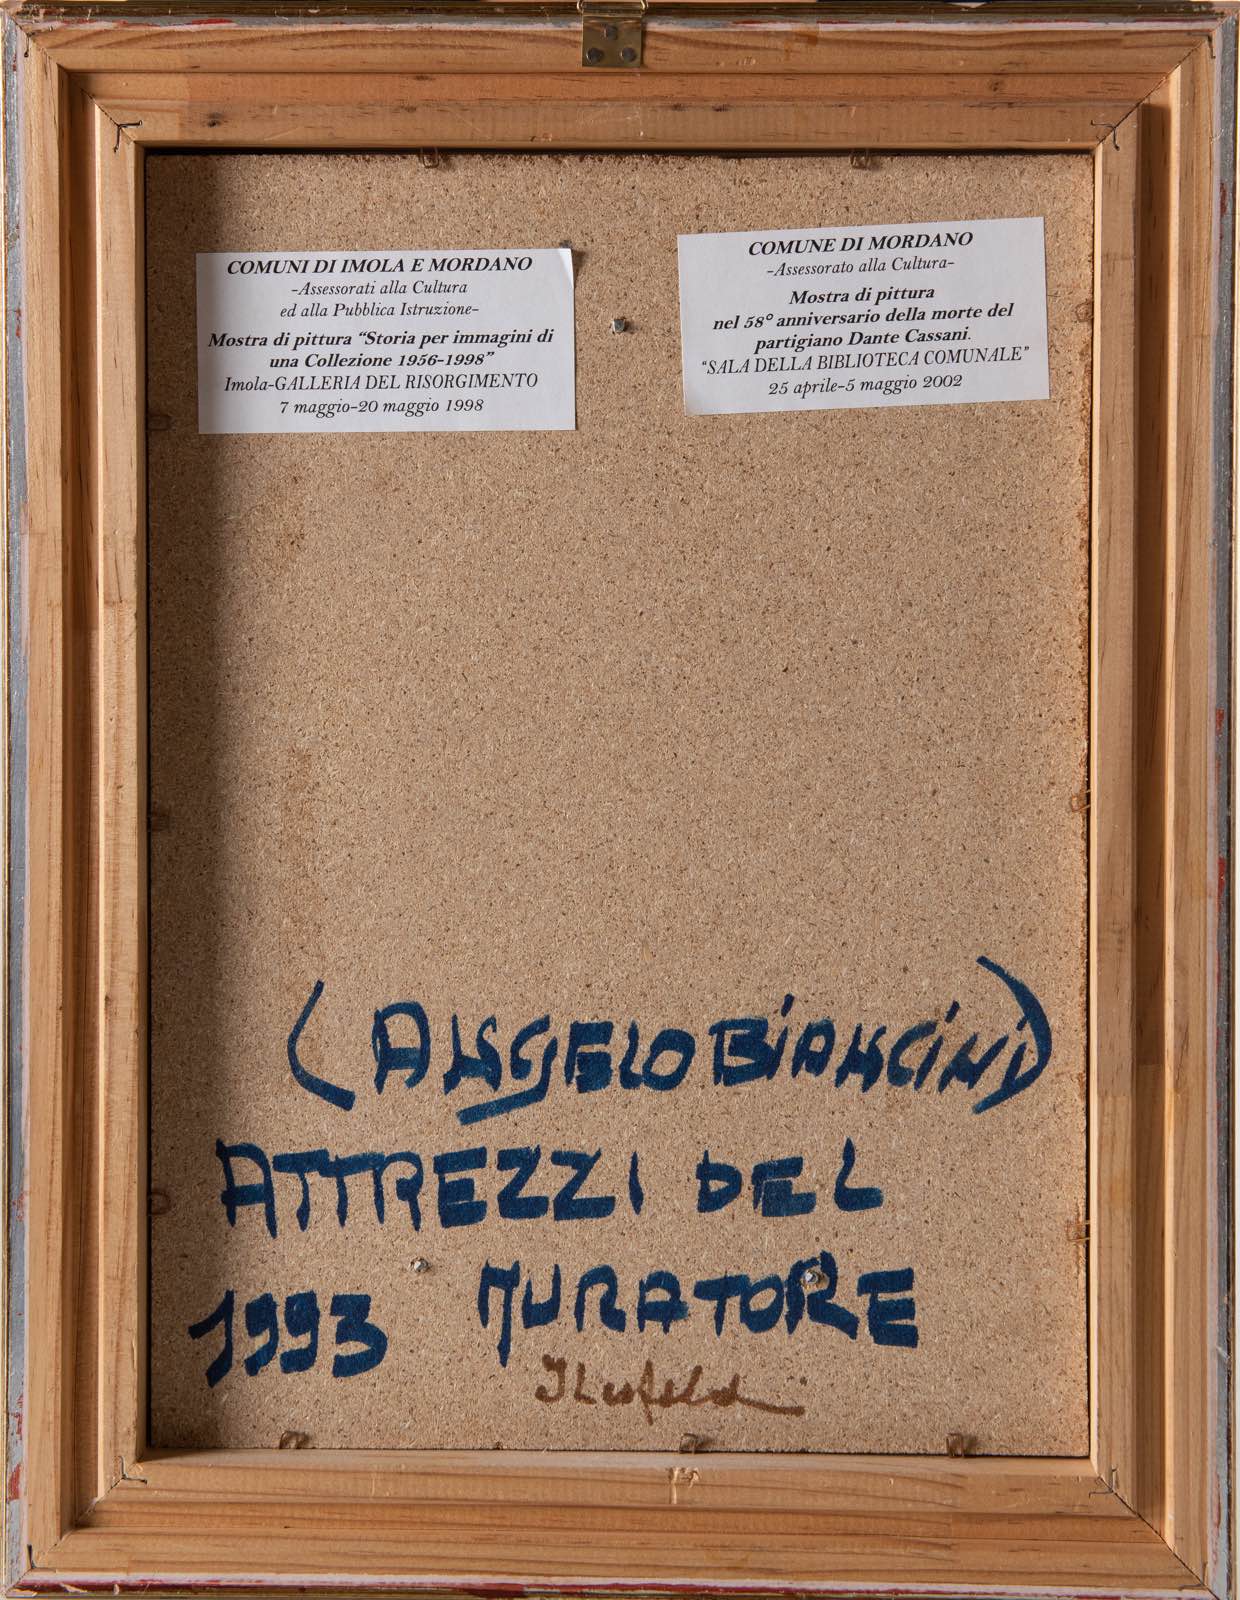 COMUNI DI IMOLA E MORDANO
-Assessorati alla Cultura
ed alla Pubblica Istruzione-
Mostra di pittura “Storia per immagini di
una Collezione 1956-1998”
Imola-GALLERIA DEL RISORGIMENTO
7 maggio-20 maggio 1998
COMUNE DI MORDANO
-Assessorato alla Cultura-
Mostra di pittura
nel 58° anniversario della morte del
partigiano Dante Cassani.
“SALA DELLA BIBLIOTECA COMUNALE”
25 aprile-5 maggio 2002
(ANGELO BIANCINI)
ATTREZZI DEL
MURATORE
1993